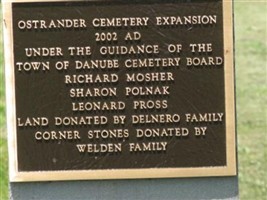 OSTRANDER CEMETERY EXPANSION
2002 AD
UNDER THE GUIDANCE OF THE
TOWN OF DANUBE CEMETERY BOARD
RICHARD MOSHER
SHARON POLNAK
LEONARD PROSS
LAND DONATED BY DELNERO FAMILY
CORNER STONES DONATED BY
WELDEN FAMILY